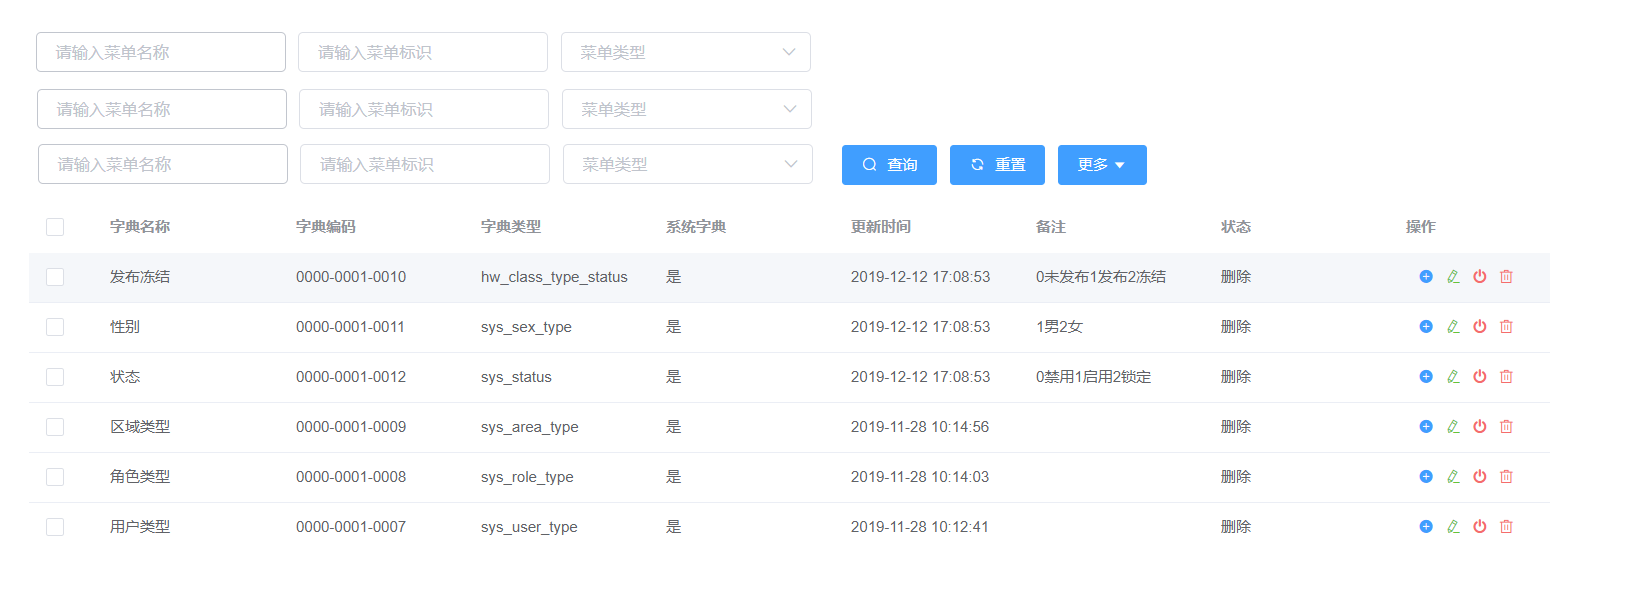 请输入菜单名称 请输入菜单标识 菜单类型
请输入菜单名称 请输入菜单标识 菜单类型
请输入菜单名称 请输入菜单标识 菜单类型 查询 重置 更多
字典名称 字典编码 字典类型 系统字典 更新时间 备注 状态 操作
发布冻结 0000-0001-0010 hw_class_type_status 是 2019-12-12 17:08:53 0未发布1发布2冻结 删除
性别 0000-0001-0011 sys_sex_type 是 2019-12-12 17:08:53 1男2女 删除
状态 0000-0001-0012 sys_status 是 2019-12-12 17:08:53 0禁用1启用2锁定 删除
区域类型 0000-0001-0009 sys_area_type 是 2019-11-28 10:14:56 删除
角色类型 0000-0001-0008 sys_role_type 是 2019-11-28 10:14:03 删除
用户类型 0000-0001-0007 sys_user_type 是 2019-11-28 10:12:41 删除